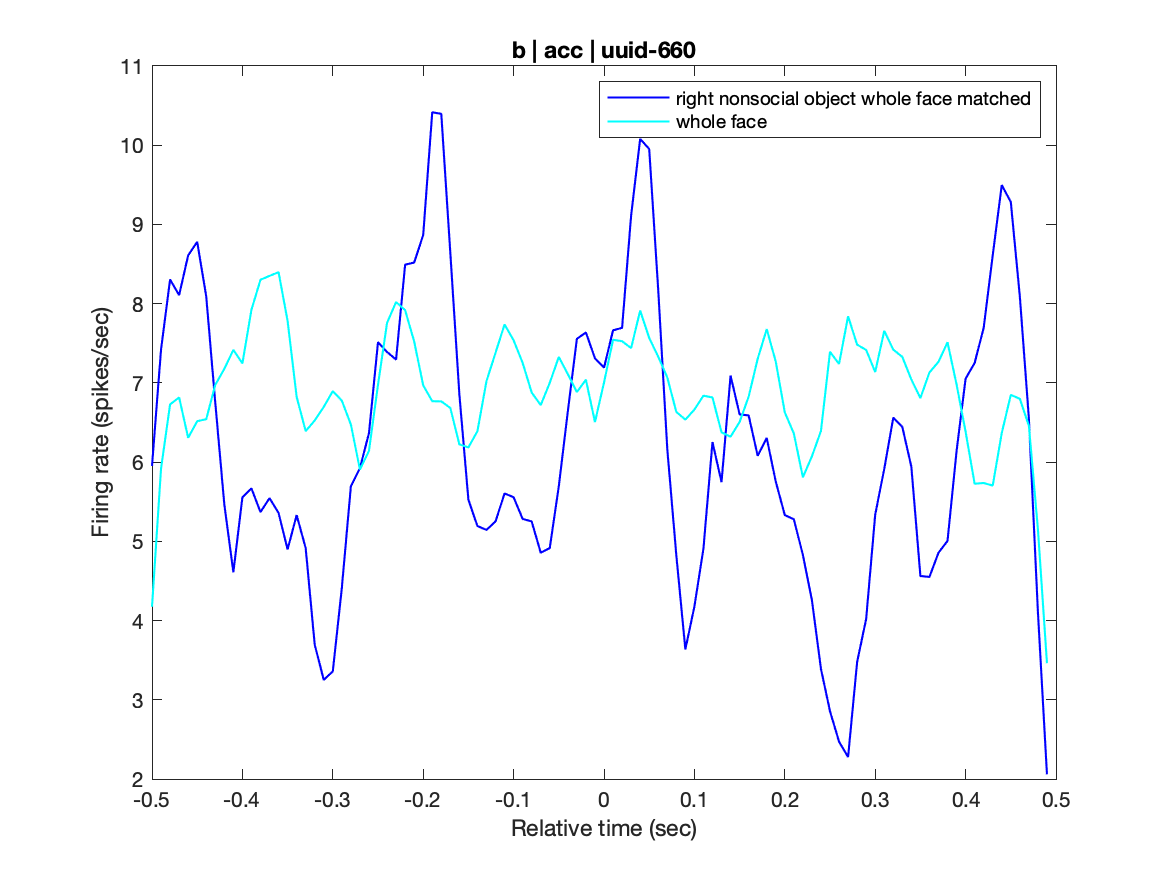 b | acc | uuid-660
right nonsocial object whole face matched
whole face
11
10
9
8
7
6
5
4
3
2
Firing rate (spikes/sec)
-0.5 -0.4 -0.3 -0.2 -0.1 0 0.1 0.2 0.3 0.4 0.5
Relative time (sec)